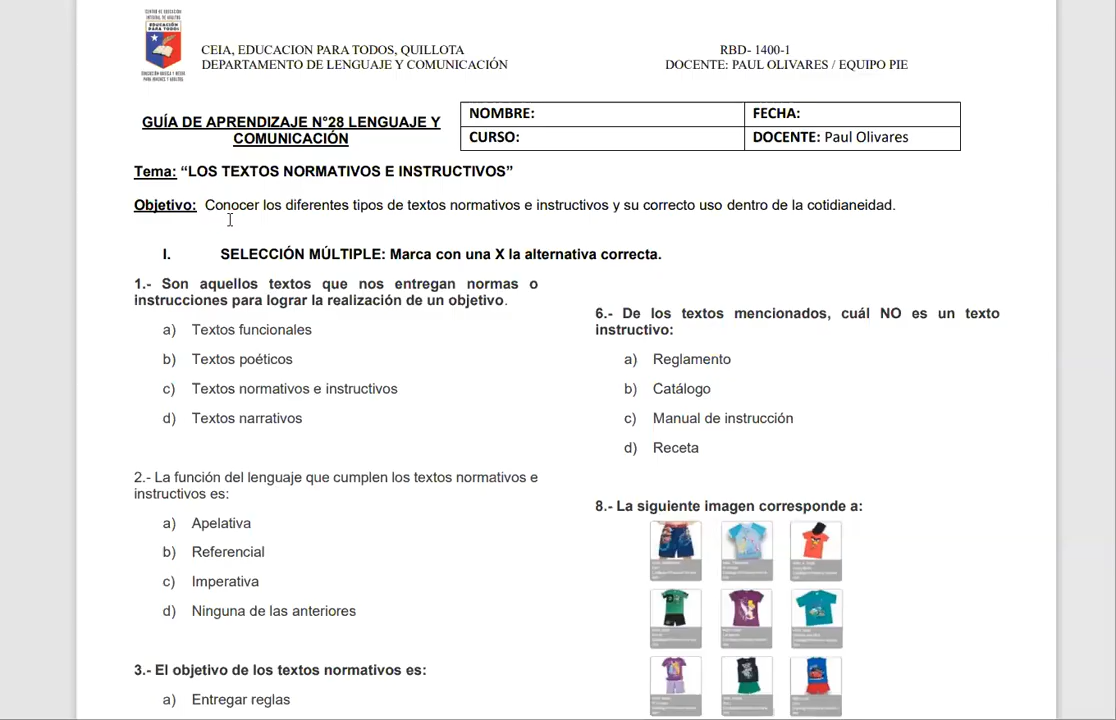 CENTRO DE EDUCACIÓN
INTEGRAL DE ADULTOS
EDUCACIÓN
PARA TODOS
CEIA, EDUCACION PARA TODOS, QUILLOTA
DEPARTAMENTO DE LENGUAJE Y COMUNICACIÓN
RBD- 1400-1
DOCENTE: PAUL OLIVARES / EQUIPO PIE
GUÍA DE APRENDIZAJE N°28 LENGUAJE Y
COMUNICACIÓN
NOMBRE:
FECHA:
CURSO:
DOCENTE: Paul Olivares
Tema: “LOS TEXTOS NORMATIVOS E INSTRUCTIVOS”
Objetivo: Conocer los diferentes tipos de textos normativos e instructivos y su correcto uso dentro de la cotidianeidad.
I. SELECCIÓN MÚLTIPLE: Marca con una X la alternativa correcta.
1.- Son aquellos textos que nos entregan normas o
instrucciones para lograr la realización de un objetivo.
a) Textos funcionales
b) Textos poéticos
c) Textos normativos e instructivos
d) Textos narrativos
2.- La función del lenguaje que cumplen los textos normativos e
instructivos es:
a) Apelativa
b) Referencial
c) Imperativa
d) Ninguna de las anteriores
3.- El objetivo de los textos normativos es:
a) Entregar reglas
6.- De los textos mencionados, cuál NO es un texto
instructivo:
a) Reglamento
b) Catálogo
c) Manual de instrucción
d) Receta
8.- La siguiente imagen corresponde a: